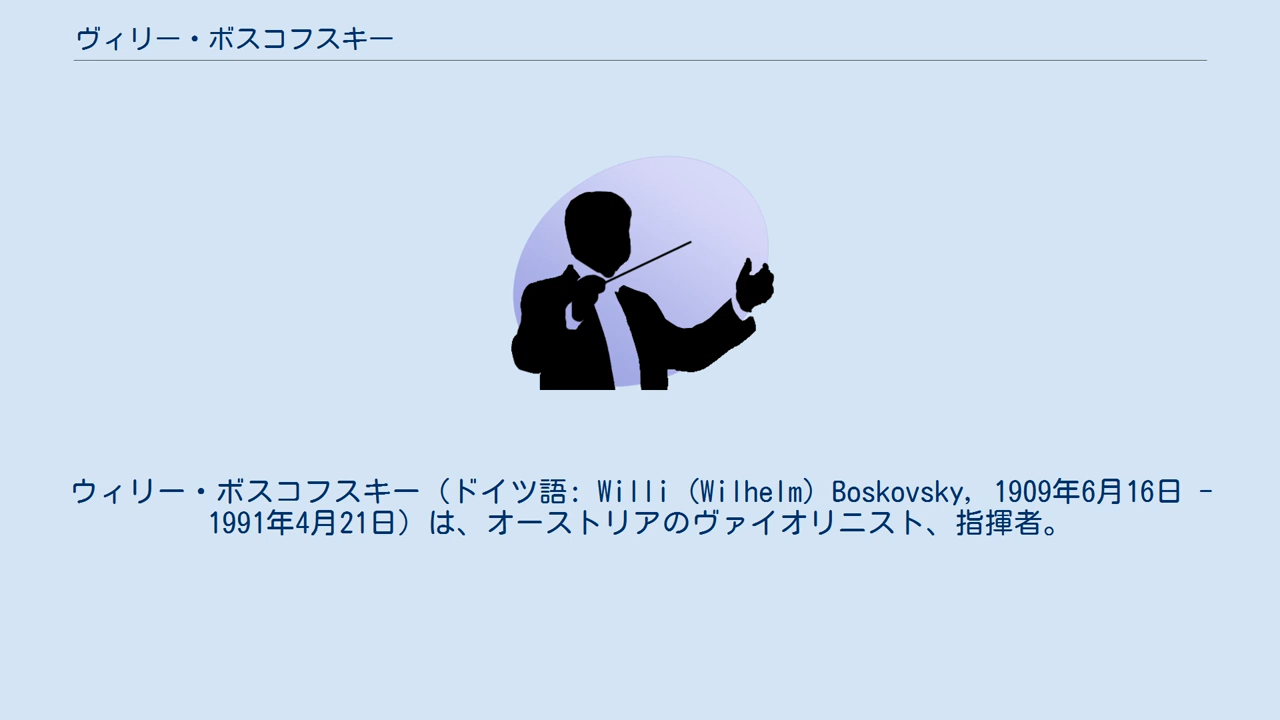 ヴィリー・ボスコフスキー
ウィリー・ボスコフスキー（ドイツ語: Willi (Wilhelm) Boskovsky, 1909年6月16日 -
1991年4月21日）は、オーストリアのヴァイオリニスト、指揮者。